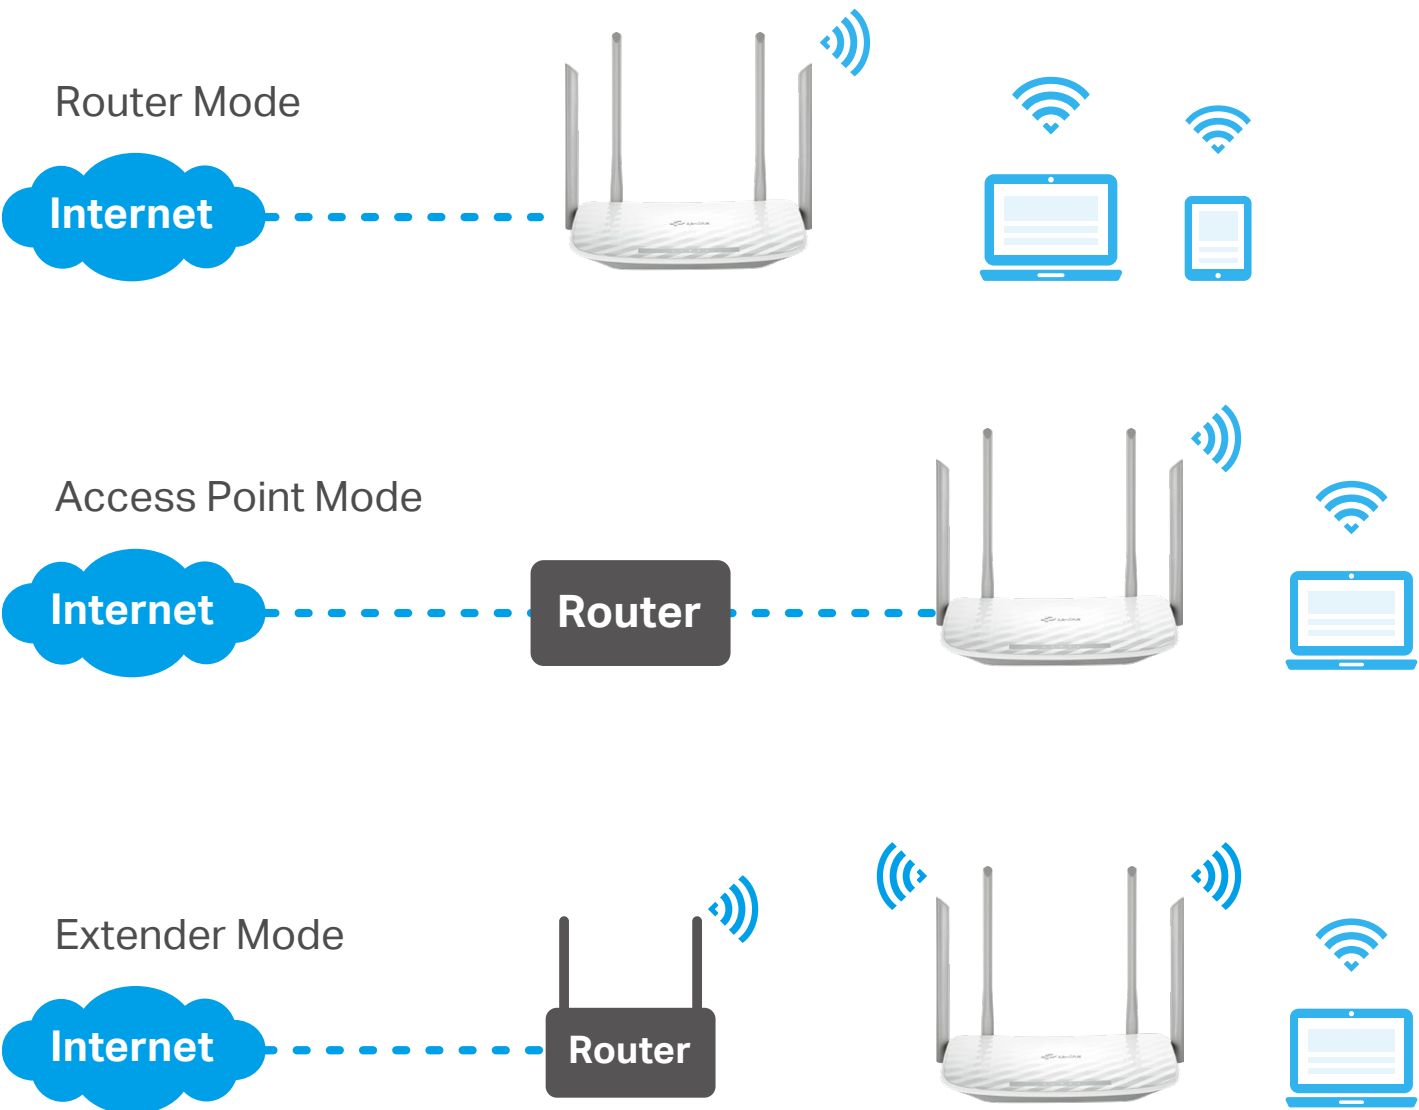 Router Mode
Internet
Access Point Mode
Internet
Router
Extender Mode
Internet
Router